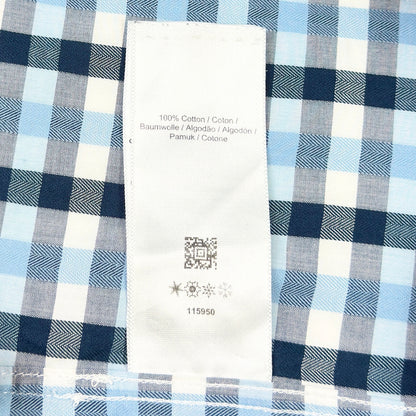 100% Cotton / Coton /
Baumwolle / Algodão / Algodón /
Pamuk / Cotone
115950